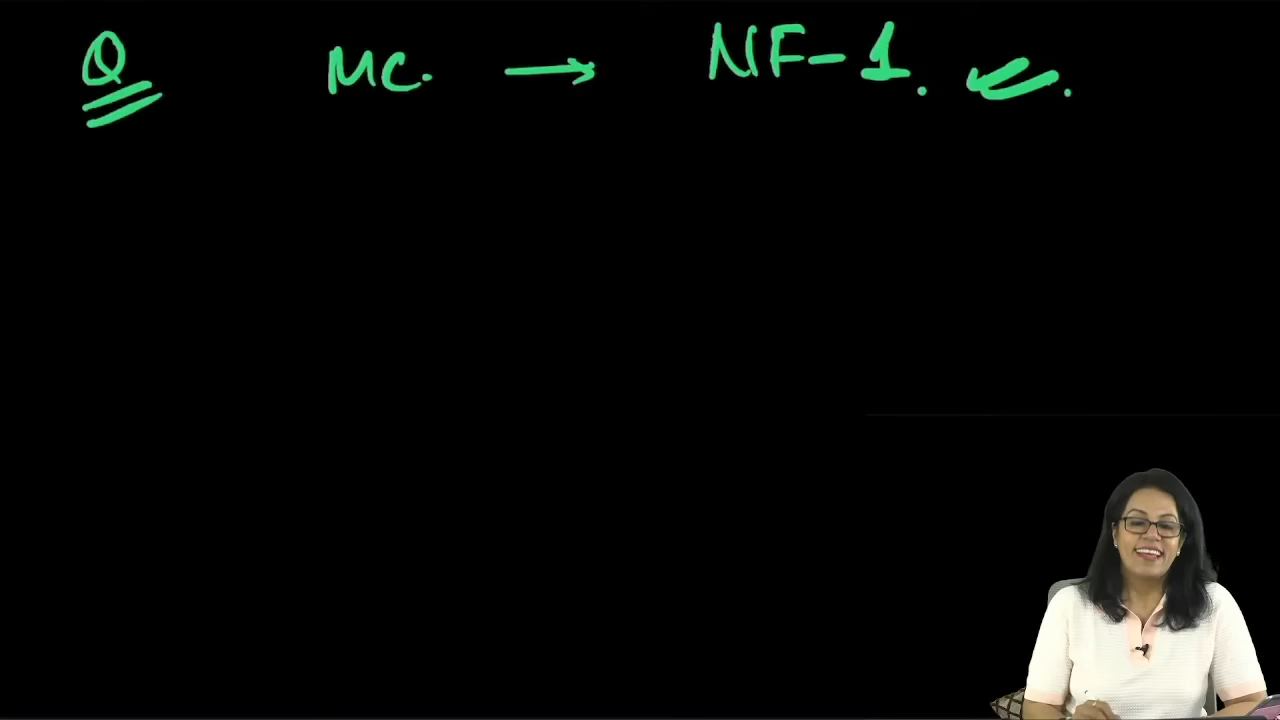 Q MC. → NF-1.